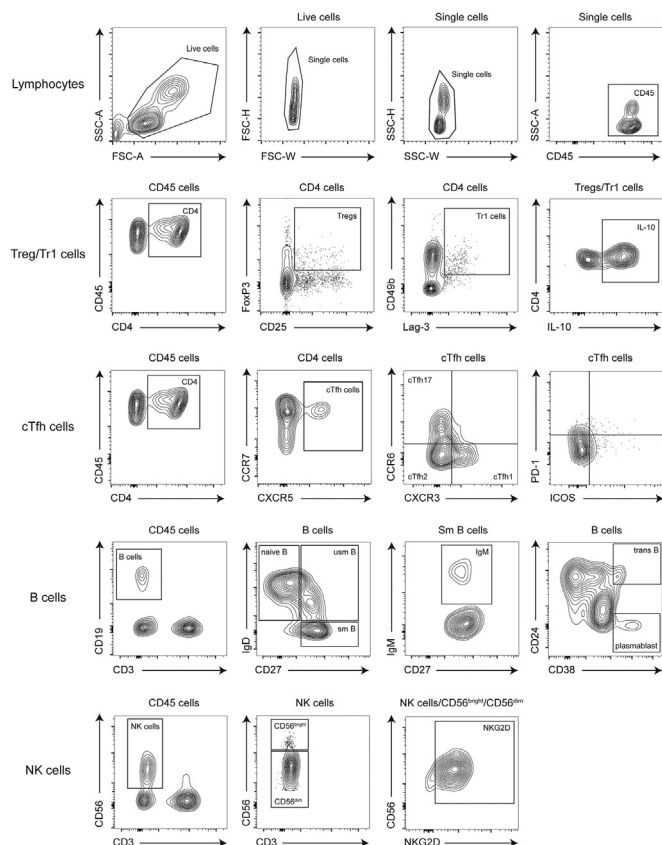 Live cells
Single cells
Single cells
Lymphocytes
SSC-A
Live cells
FSC-A
FSC-H
Single cells
FSC-W
SSC-H
Single cells
SSC-W
SSC-A
CD45
CD45
CD45 cells
CD4 cells
CD4 cells
Tregs/Tr1 cells
Treg/Tr1 cells
CD45
CD4
CD4
FoxP3
Tregs
CD25
CD49b
Tr1 cells
Lag-3
CD4
IL-10
IL-10
CD45 cells
CD4 cells
cTfh cells
cTfh cells
cTfh cells
CD45
CD4
CD4
CCR7
cTfh cells
CXCR5
CCR6
cTfh17
cTfh2
cTfh1
CXCR3
PD-1
ICOS
CD45 cells
B cells
Sm B cells
B cells
B cells
CD19
B cells
CD3
IgD
naive B
usm B
sm B
CD27
IgM
IgM
CD27
CD24
trans B
plasmablast
CD38
CD45 cells
NK cells
NK cells/CD56bright/CD56dim
NK cells
CD56
NK cells
CD3
CD56
CD56bright
CD56dim
CD3
CD56
NKG2D
NKG2D